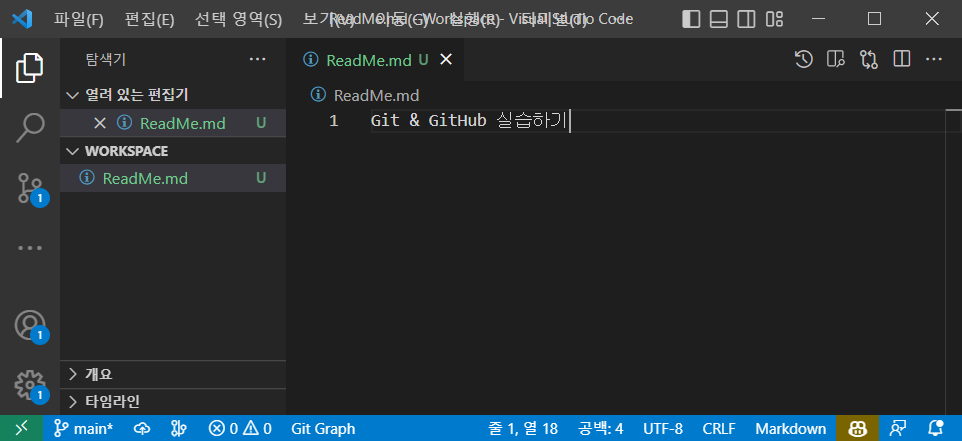 파일(F) 편집(E) 선택 영역(S) 보기(V) 이동(G) 실행(R) 터미널(T) ReadMe.md - Workspace - Visual Studio Code
탐색기
ReadMe.md U
열려 있는 편집기
ReadMe.md U
ReadMe.md
1 Git & GitHub 실습하기
WORKSPACE
ReadMe.md U
1
1
1
개요
타임라인
main* 0 0 Git Graph 줄 1, 열 18 공백: 4 UTF-8 CRLF Markdown